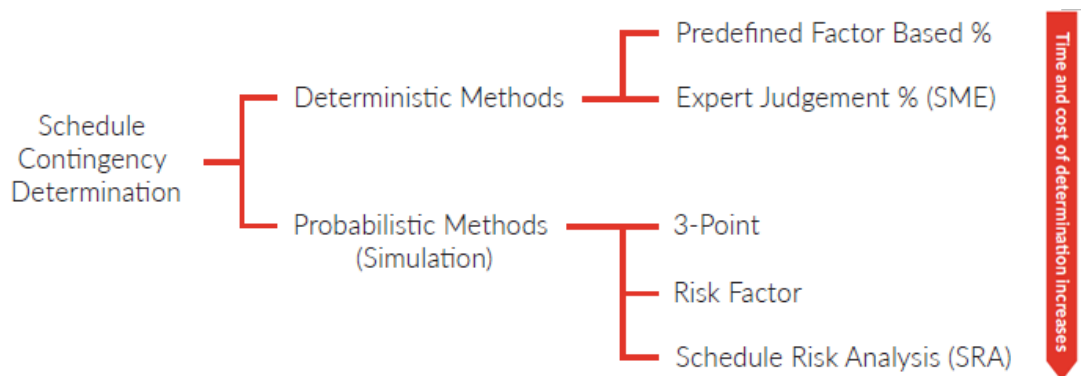 Schedule
Contingency
Determination
Deterministic Methods
Predefined Factor Based %
Expert Judgement % (SME)
Probabilistic Methods
(Simulation)
3-Point
Risk Factor
Schedule Risk Analysis (SRA)
Time and cost of determination increases